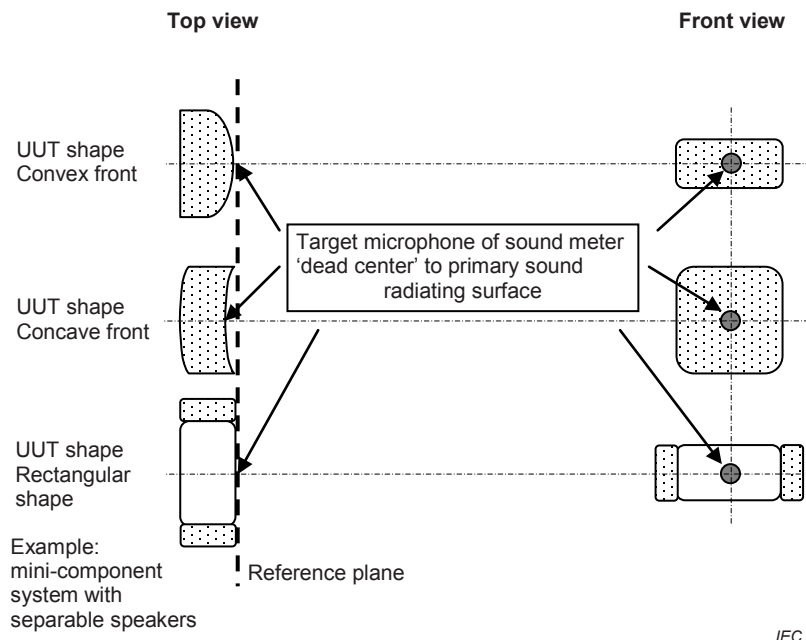 Top view
Front view
UUT shape
Convex front
Target microphone of sound meter
‘dead center’ to primary sound
radiating surface
UUT shape
Concave front
UUT shape
Rectangular
shape
Example:
mini-component
system with
separable speakers
Reference plane
IEC